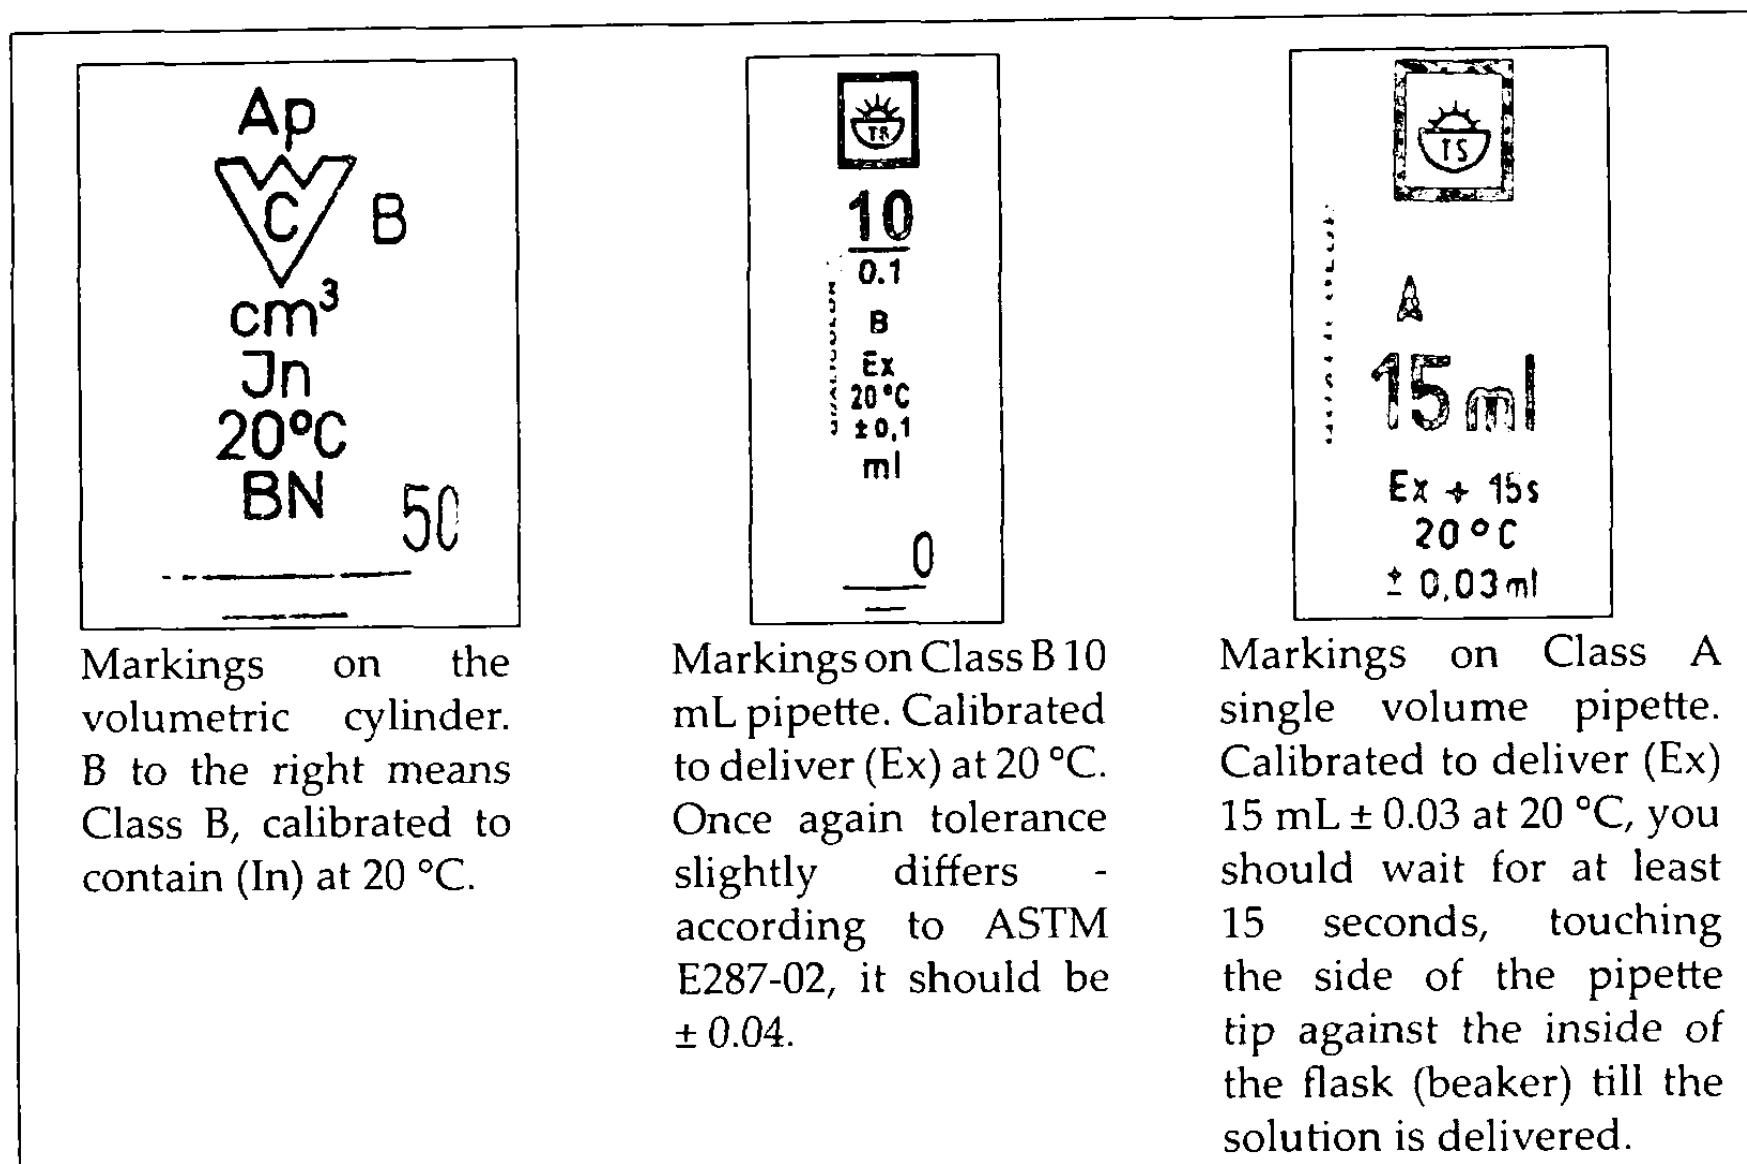 Ap
C
B
cm³
Jn
20°C
BN
50
Markings on the
volumetric cylinder.
B to the right means
Class B, calibrated to
contain (In) at 20 °C.
10
0.1
B
Ex
20°C
±0,1
ml
0
Markings on Class B 10
mL pipette. Calibrated
to deliver (Ex) at 20 °C.
Once again tolerance
slightly differs -
according to ASTM
E287-02, it should be
± 0.04.
TS
A
15 ml
Ex + 15s
20°C
± 0,03 ml
Markings on Class A
single volume pipette.
Calibrated to deliver (Ex)
15 mL ± 0.03 at 20 °C, you
should wait for at least
15 seconds, touching
the side of the pipette
tip against the inside of
the flask (beaker) till the
solution is delivered.